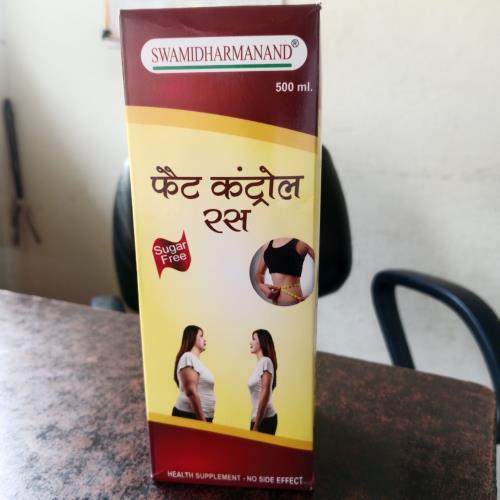 SWAMIDHARMANAND®
500 ml.
फैट कंट्रोल
रस
Sugar
Free
HEALTH SUPPLEMENT - NO SIDE EFFECT